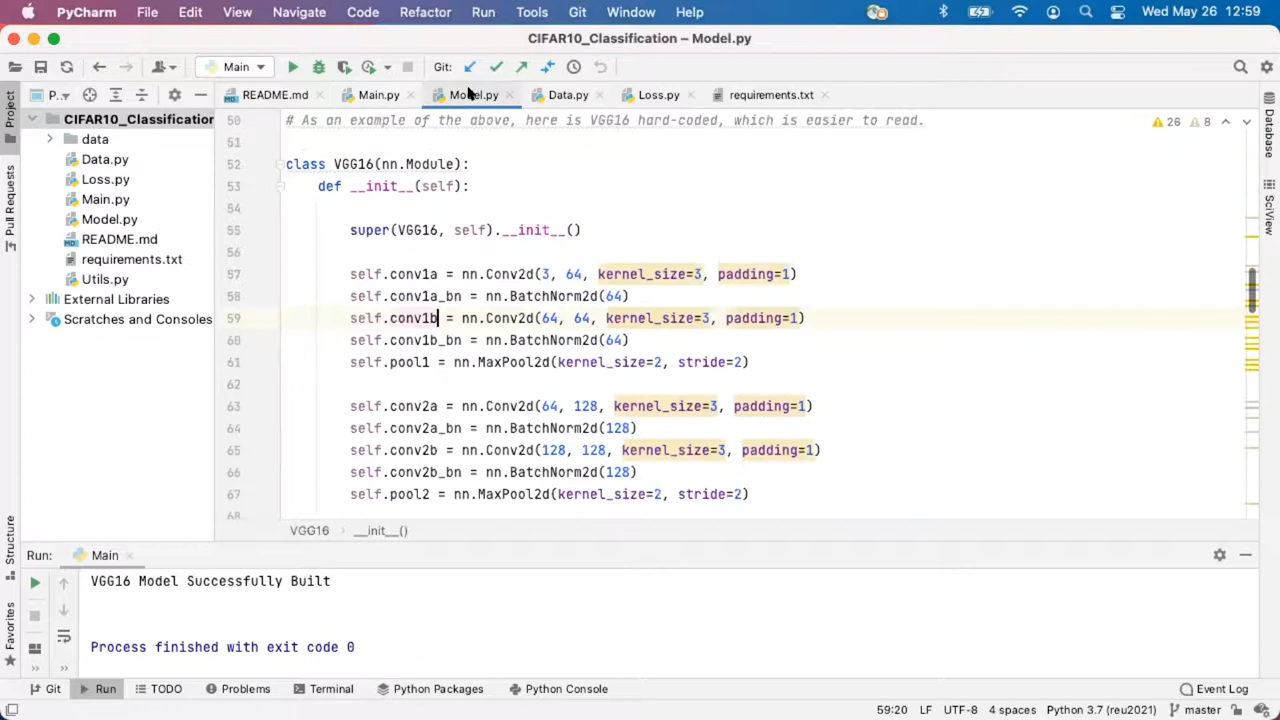 PyCharm File Edit View Navigate Code Refactor Run Tools Git Window Help Wed May 26 12:59
CIFAR10_Classification – Model.py
Main Git:
Project P.. README.md Main.py Model.py Data.py Loss.py requirements.txt Database
CIFAR10_Classification
data
Data.py
Loss.py
Main.py
Model.py
README.md
requirements.txt
Utils.py
External Libraries
Scratches and Consoles
Pull Requests
SciView
26 8
50 # As an example of the above, here is VGG16 hard-coded, which is easier to read.
51
52 class VGG16(nn.Module):
53 def __init__(self):
54
55 super(VGG16, self).__init__()
56
57 self.conv1a = nn.Conv2d(3, 64, kernel_size=3, padding=1)
58 self.conv1a_bn = nn.BatchNorm2d(64)
59 self.conv1b = nn.Conv2d(64, 64, kernel_size=3, padding=1)
60 self.conv1b_bn = nn.BatchNorm2d(64)
61 self.pool1 = nn.MaxPool2d(kernel_size=2, stride=2)
62
63 self.conv2a = nn.Conv2d(64, 128, kernel_size=3, padding=1)
64 self.conv2a_bn = nn.BatchNorm2d(128)
65 self.conv2b = nn.Conv2d(128, 128, kernel_size=3, padding=1)
66 self.conv2b_bn = nn.BatchNorm2d(128)
67 self.pool2 = nn.MaxPool2d(kernel_size=2, stride=2)
68
VGG16 › __init__()
Structure
Favorites
Run: Main
VGG16 Model Successfully Built
Process finished with exit code 0
» »
Git Run TODO Problems Terminal Python Packages Python Console Event Log
59:20 LF UTF-8 4 spaces Python 3.7 (reu2021) master